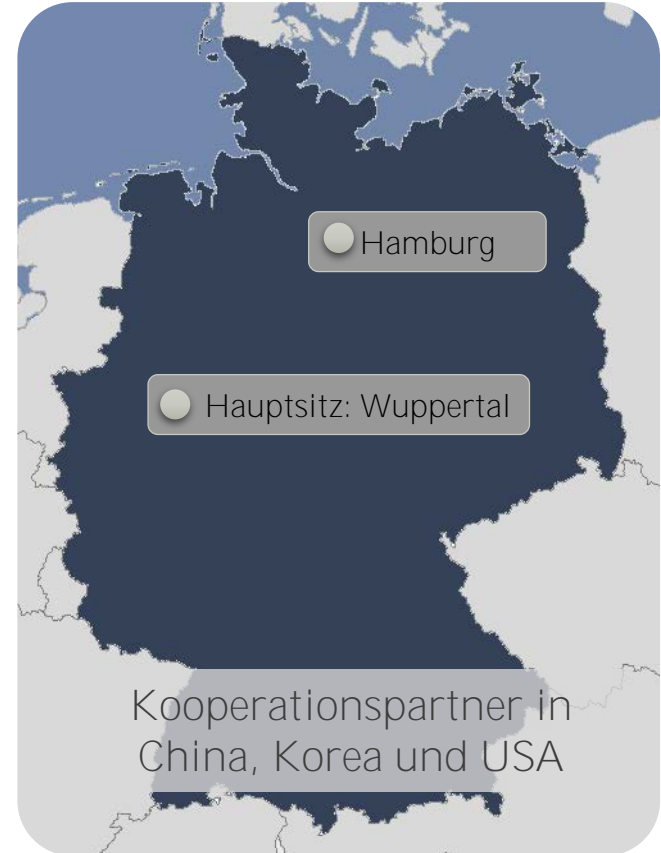 Hamburg
Hauptsitz: Wuppertal
Kooperationspartner in
China, Korea und USA